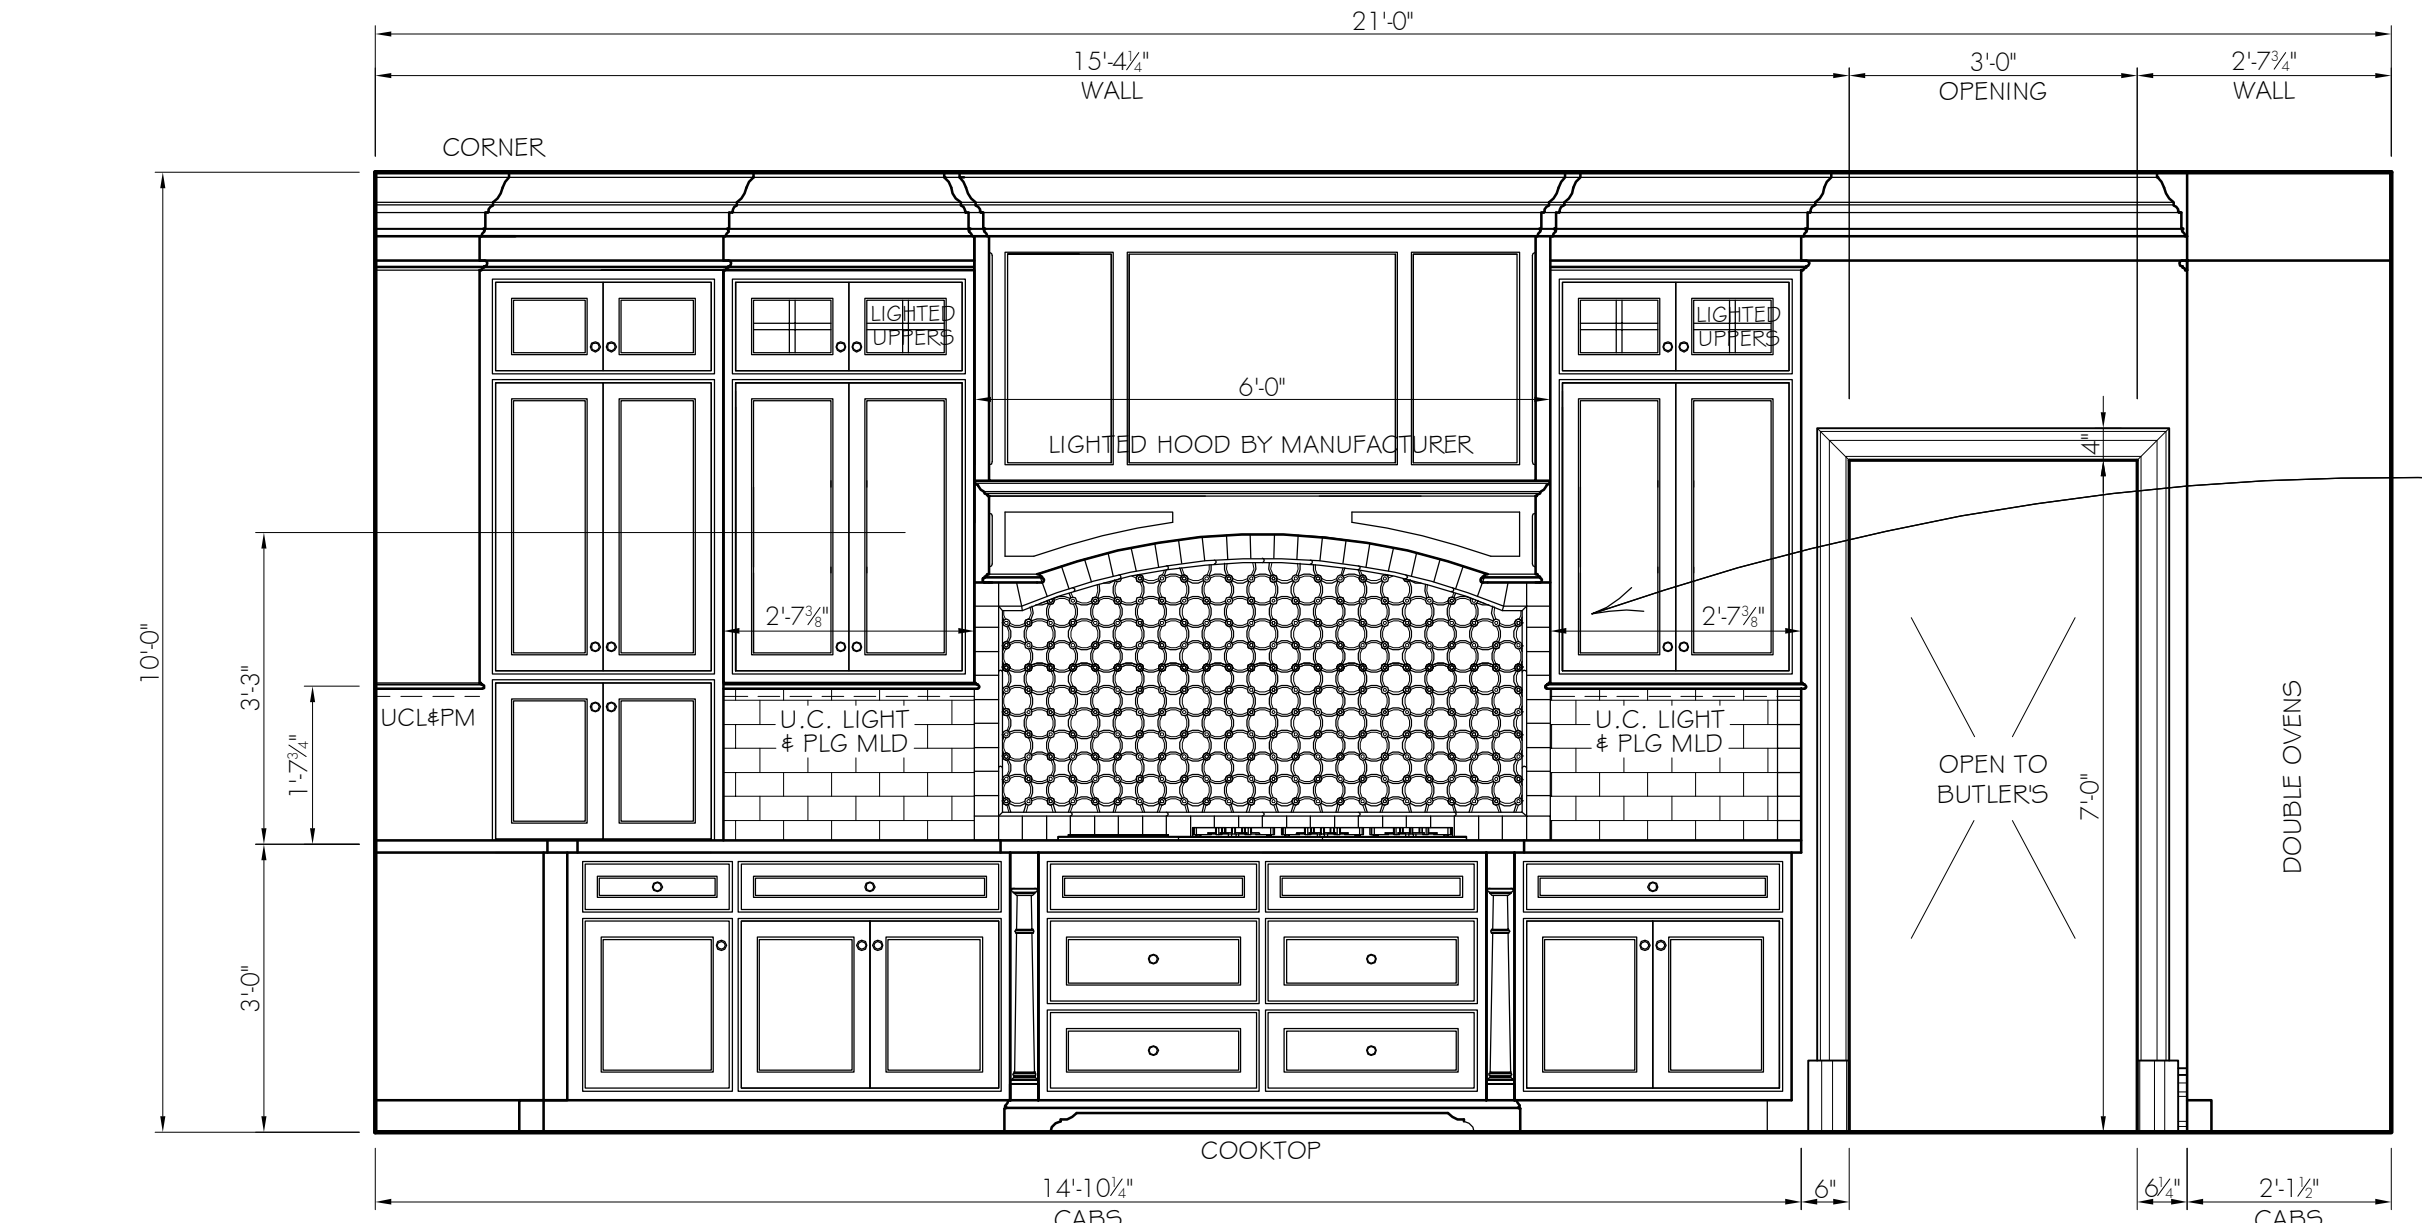 21'-0"
15'-4¼"
WALL
3'-0"
OPENING
2'-7¾"
WALL
CORNER
LIGHTED
UPPERS
LIGHTED
UPPERS
6'-0"
LIGHTED HOOD BY MANUFACTURER
4"
2'-7⅜"
2'-7⅜"
10'-0"
3'-3"
1'-7¾"
UCL&PM
U.C. LIGHT
& PLG MLD
U.C. LIGHT
& PLG MLD
OPEN TO
BUTLER'S
7'-0"
DOUBLE OVENS
3'-0"
COOKTOP
14'-10¼"
CABS
6"
6¼"
2'-1½"
CABS